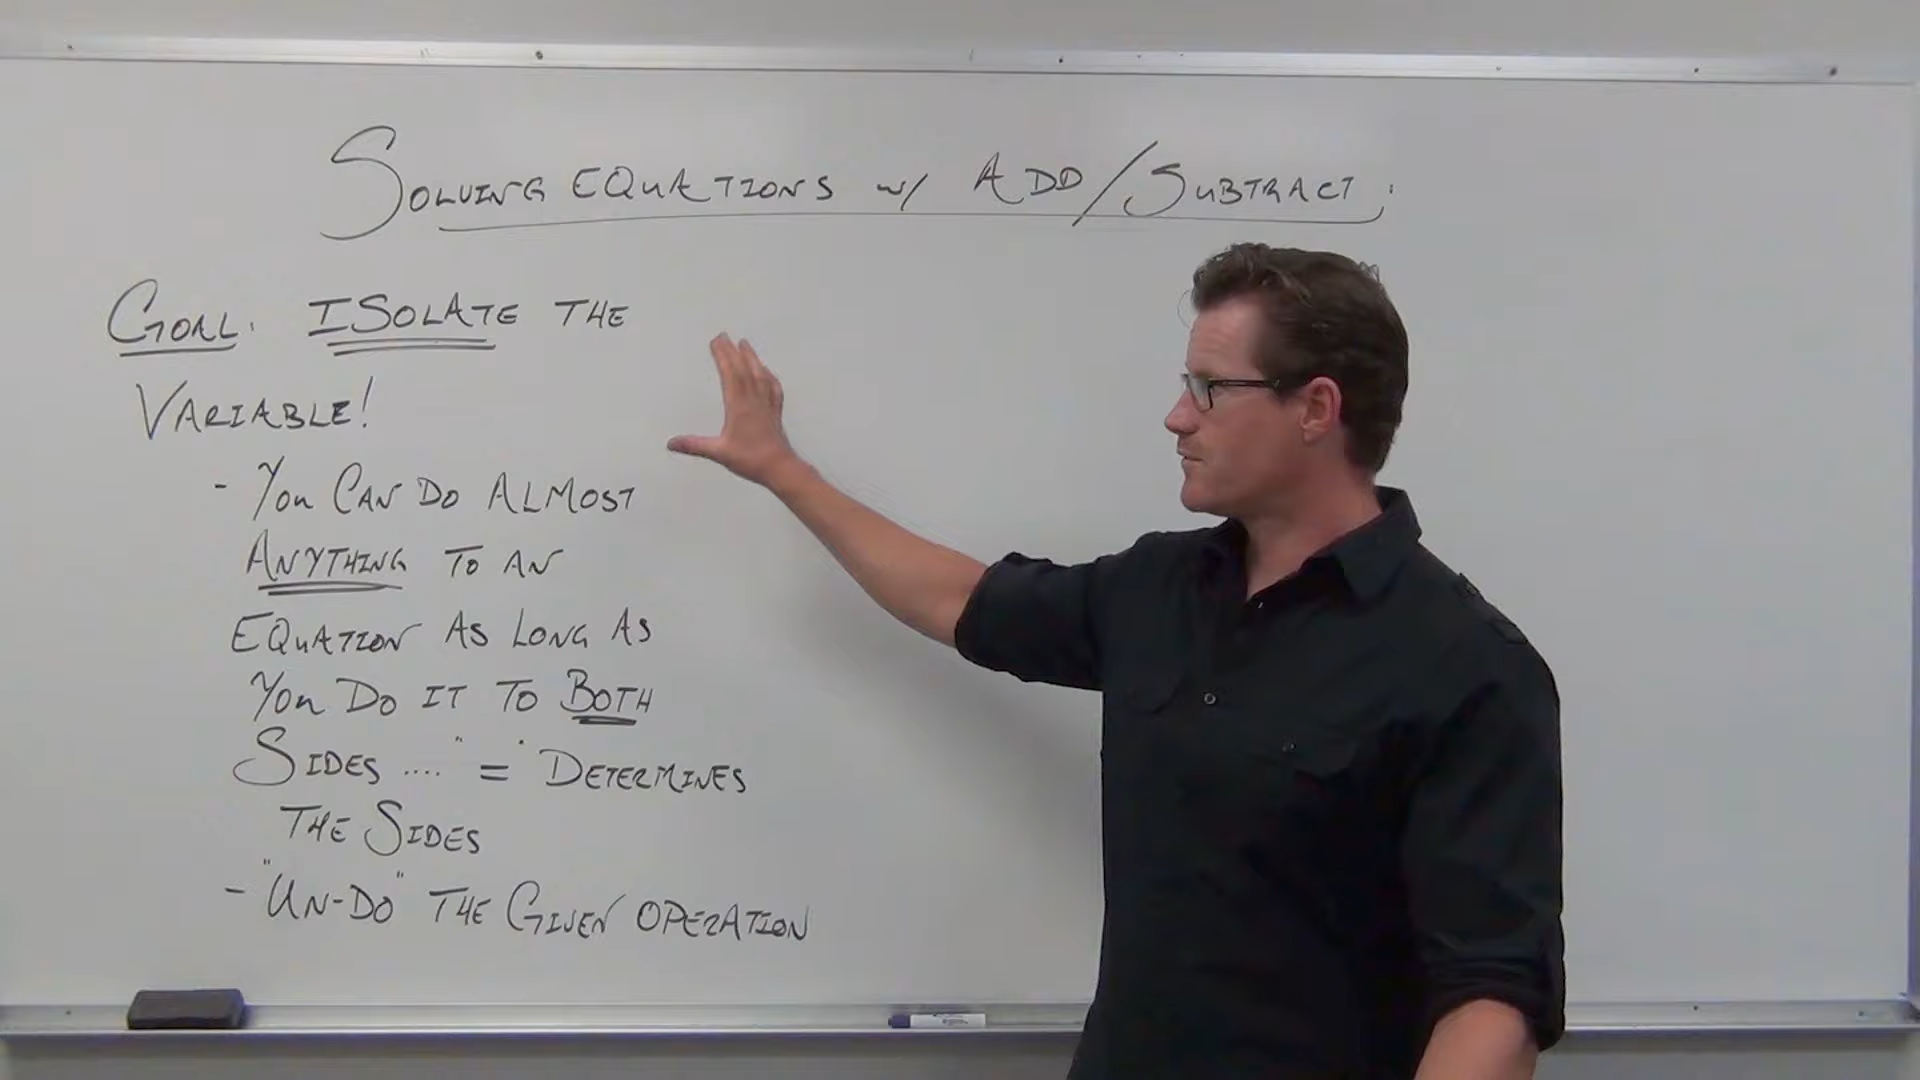 SOLVING EQUATIONS W/ ADD/SUBTRACT.
GOAL: ISOLATE THE
VARIABLE!
- YOU CAN DO ALMOST
ANYTHING TO AN
EQUATION AS LONG AS
YOU DO IT TO BOTH
SIDES .... "=" DETERMINES
THE SIDES
- "UN-DO" THE GIVEN OPERATION